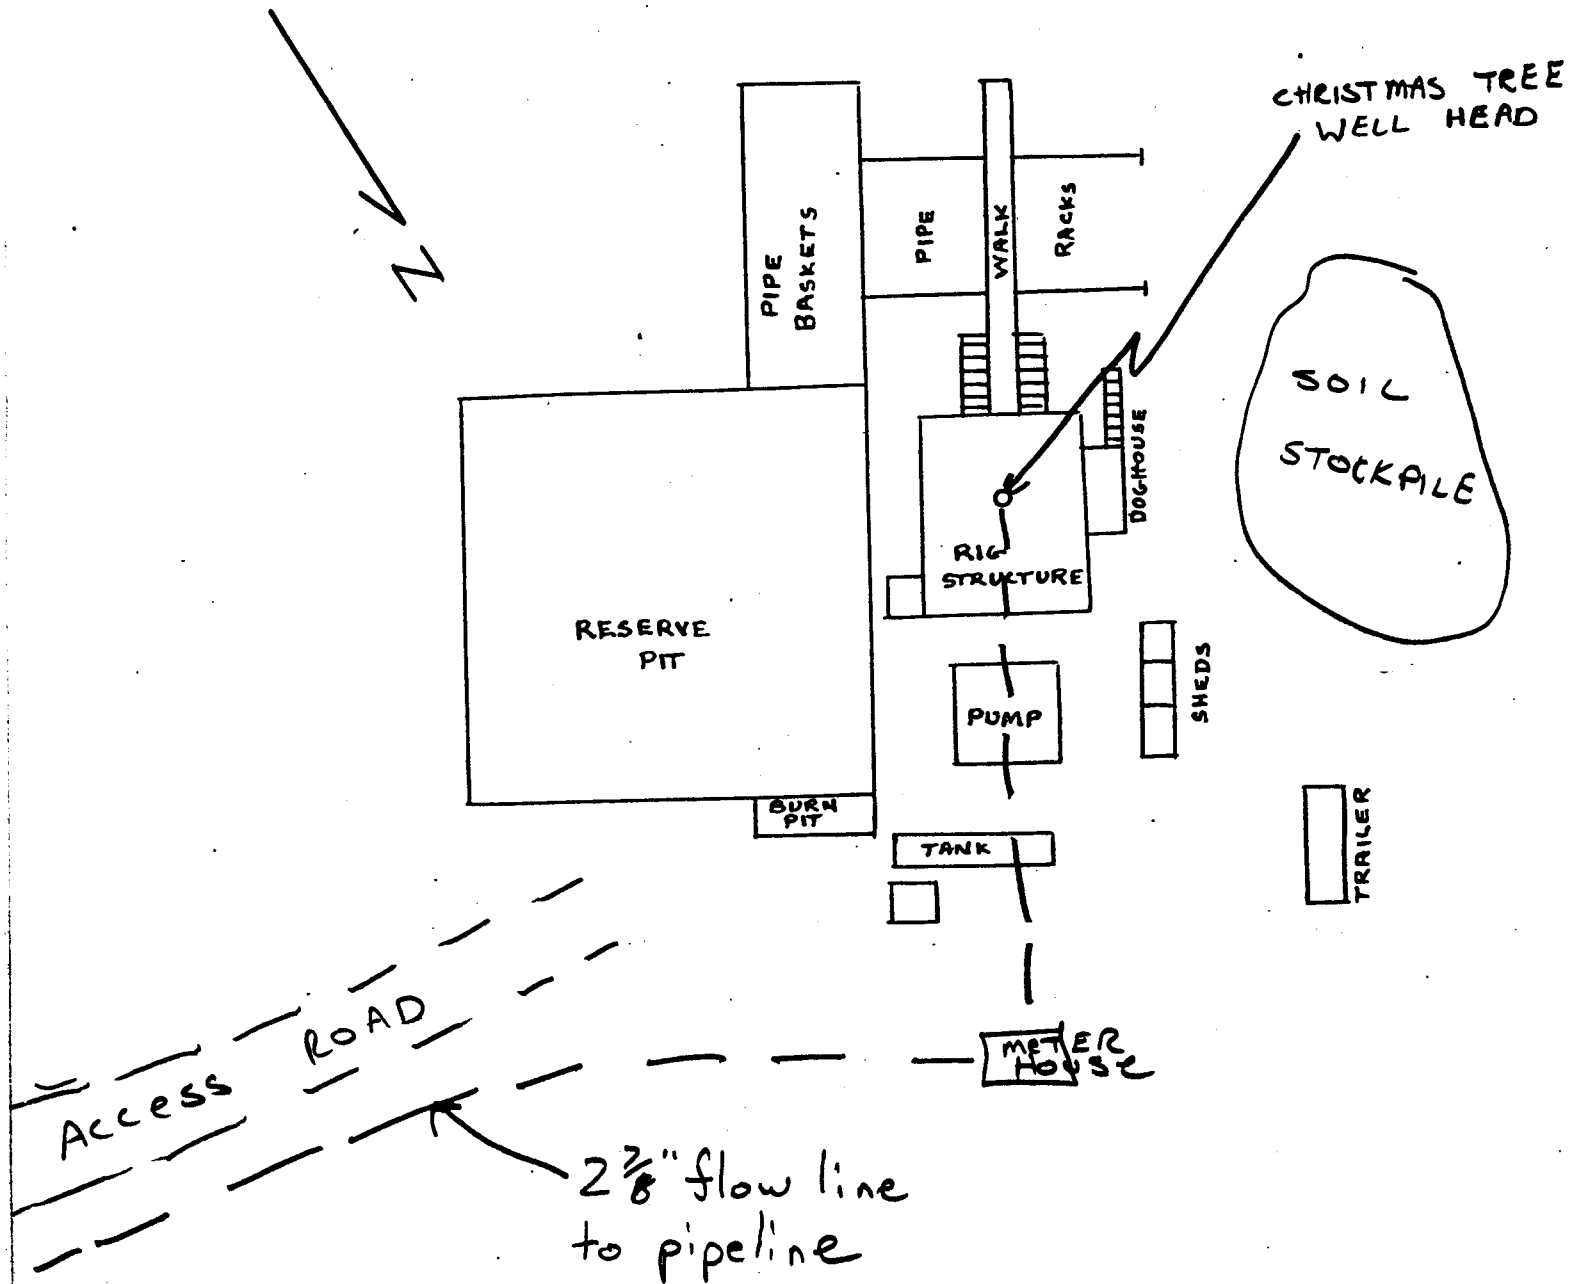 CHRISTMAS TREE
WELL HEAD
N
PIPE
BASKETS
PIPE
WALK
RACKS
SOIL
STOCKPILE
DOGHOUSE
RIG
STRUCTURE
RESERVE
PIT
SHEDS
PUMP
BURN
PIT
TANK
TRAILER
ACCESS ROAD
METER
HOUSE
2 7/8" flow line
to pipeline